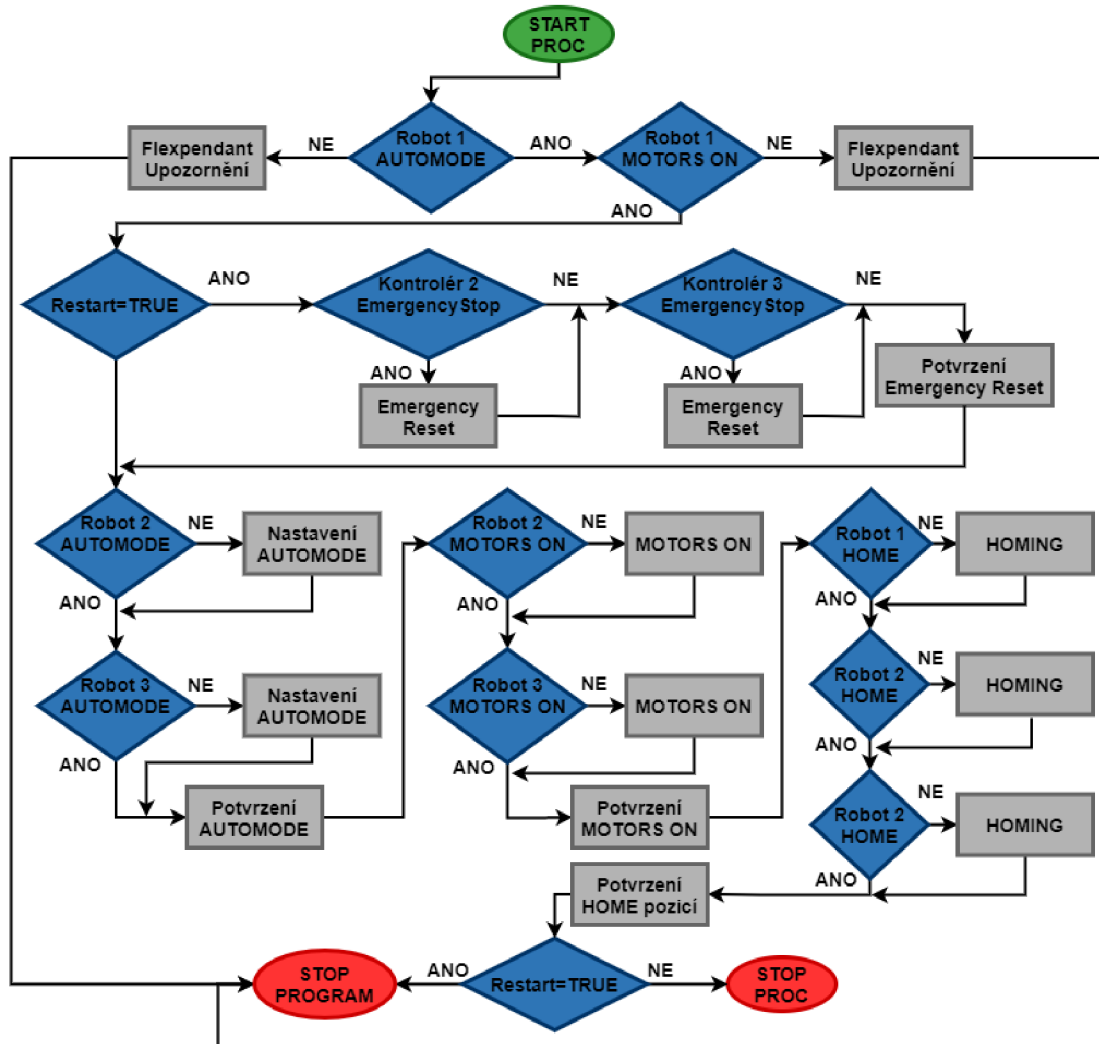 START
PROC
Robot 1
AUTOMODE
Robot 1
MOTORS ON
Flexpendant
Upozornění
NE
ANO
NE
Flexpendant
Upozornění
ANO
Restart=TRUE
ANO
Kontrolér 2
EmergencyStop
NE
Kontrolér 3
EmergencyStop
NE
ANO
Emergency
Reset
ANO
Emergency
Reset
Potvrzení
Emergency Reset
Robot 2
AUTOMODE
NE
Nastavení
AUTOMODE
ANO
Robot 3
AUTOMODE
NE
Nastavení
AUTOMODE
ANO
Potvrzení
AUTOMODE
Robot 2
MOTORS ON
NE
MOTORS ON
ANO
Robot 3
MOTORS ON
NE
MOTORS ON
ANO
Potvrzení
MOTORS ON
Robot 1
HOME
NE
HOMING
ANO
Robot 2
HOME
NE
HOMING
ANO
Robot 2
HOME
NE
HOMING
ANO
Potvrzení
HOME pozicí
Restart=TRUE
ANO
STOP
PROGRAM
NE
STOP
PROC